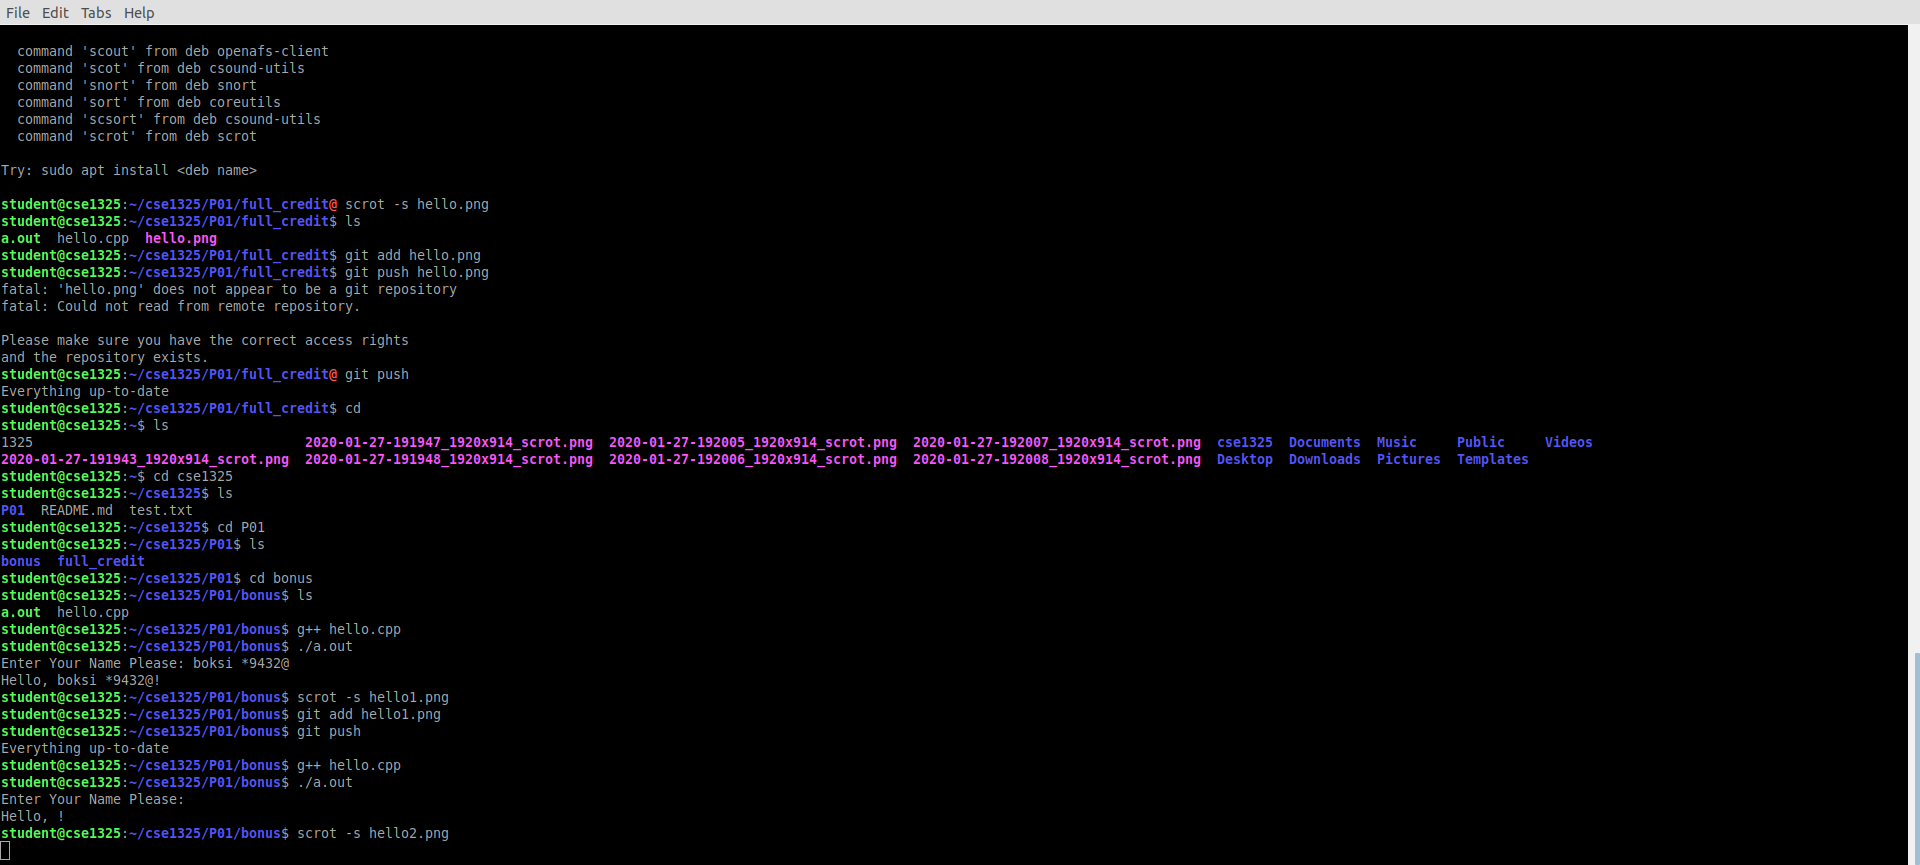 File Edit Tabs Help
command 'scout' from deb openafs-client
command 'scot' from deb csound-utils
command 'snort' from deb snort
command 'sort' from deb coreutils
command 'scsort' from deb csound-utils
command 'scrot' from deb scrot
Try: sudo apt install <deb name>
student@cse1325:~/cse1325/P01/full_credit@ scrot -s hello.png
student@cse1325:~/cse1325/P01/full_credit$ ls
a.out  hello.cpp  hello.png
student@cse1325:~/cse1325/P01/full_credit$ git add hello.png
student@cse1325:~/cse1325/P01/full_credit$ git push hello.png
fatal: 'hello.png' does not appear to be a git repository
fatal: Could not read from remote repository.
Please make sure you have the correct access rights
and the repository exists.
student@cse1325:~/cse1325/P01/full_credit@ git push
Everything up-to-date
student@cse1325:~/cse1325/P01/full_credit$ cd
student@cse1325:~$ ls
1325  2020-01-27-191947_1920x914_scrot.png  2020-01-27-192005_1920x914_scrot.png  2020-01-27-192007_1920x914_scrot.png  cse1325  Documents  Music  Public  Videos
2020-01-27-191943_1920x914_scrot.png  2020-01-27-191948_1920x914_scrot.png  2020-01-27-192006_1920x914_scrot.png  2020-01-27-192008_1920x914_scrot.png  Desktop  Downloads  Pictures  Templates
student@cse1325:~$ cd cse1325
student@cse1325:~/cse1325$ ls
P01  README.md  test.txt
student@cse1325:~/cse1325$ cd P01
student@cse1325:~/cse1325/P01$ ls
bonus  full_credit
student@cse1325:~/cse1325/P01$ cd bonus
student@cse1325:~/cse1325/P01/bonus$ ls
a.out  hello.cpp
student@cse1325:~/cse1325/P01/bonus$ g++ hello.cpp
student@cse1325:~/cse1325/P01/bonus$ ./a.out
Enter Your Name Please: boksi *9432@
Hello, boksi *9432@!
student@cse1325:~/cse1325/P01/bonus$ scrot -s hello1.png
student@cse1325:~/cse1325/P01/bonus$ git add hello1.png
student@cse1325:~/cse1325/P01/bonus$ git push
Everything up-to-date
student@cse1325:~/cse1325/P01/bonus$ g++ hello.cpp
student@cse1325:~/cse1325/P01/bonus$ ./a.out
Enter Your Name Please:
Hello, !
student@cse1325:~/cse1325/P01/bonus$ scrot -s hello2.png